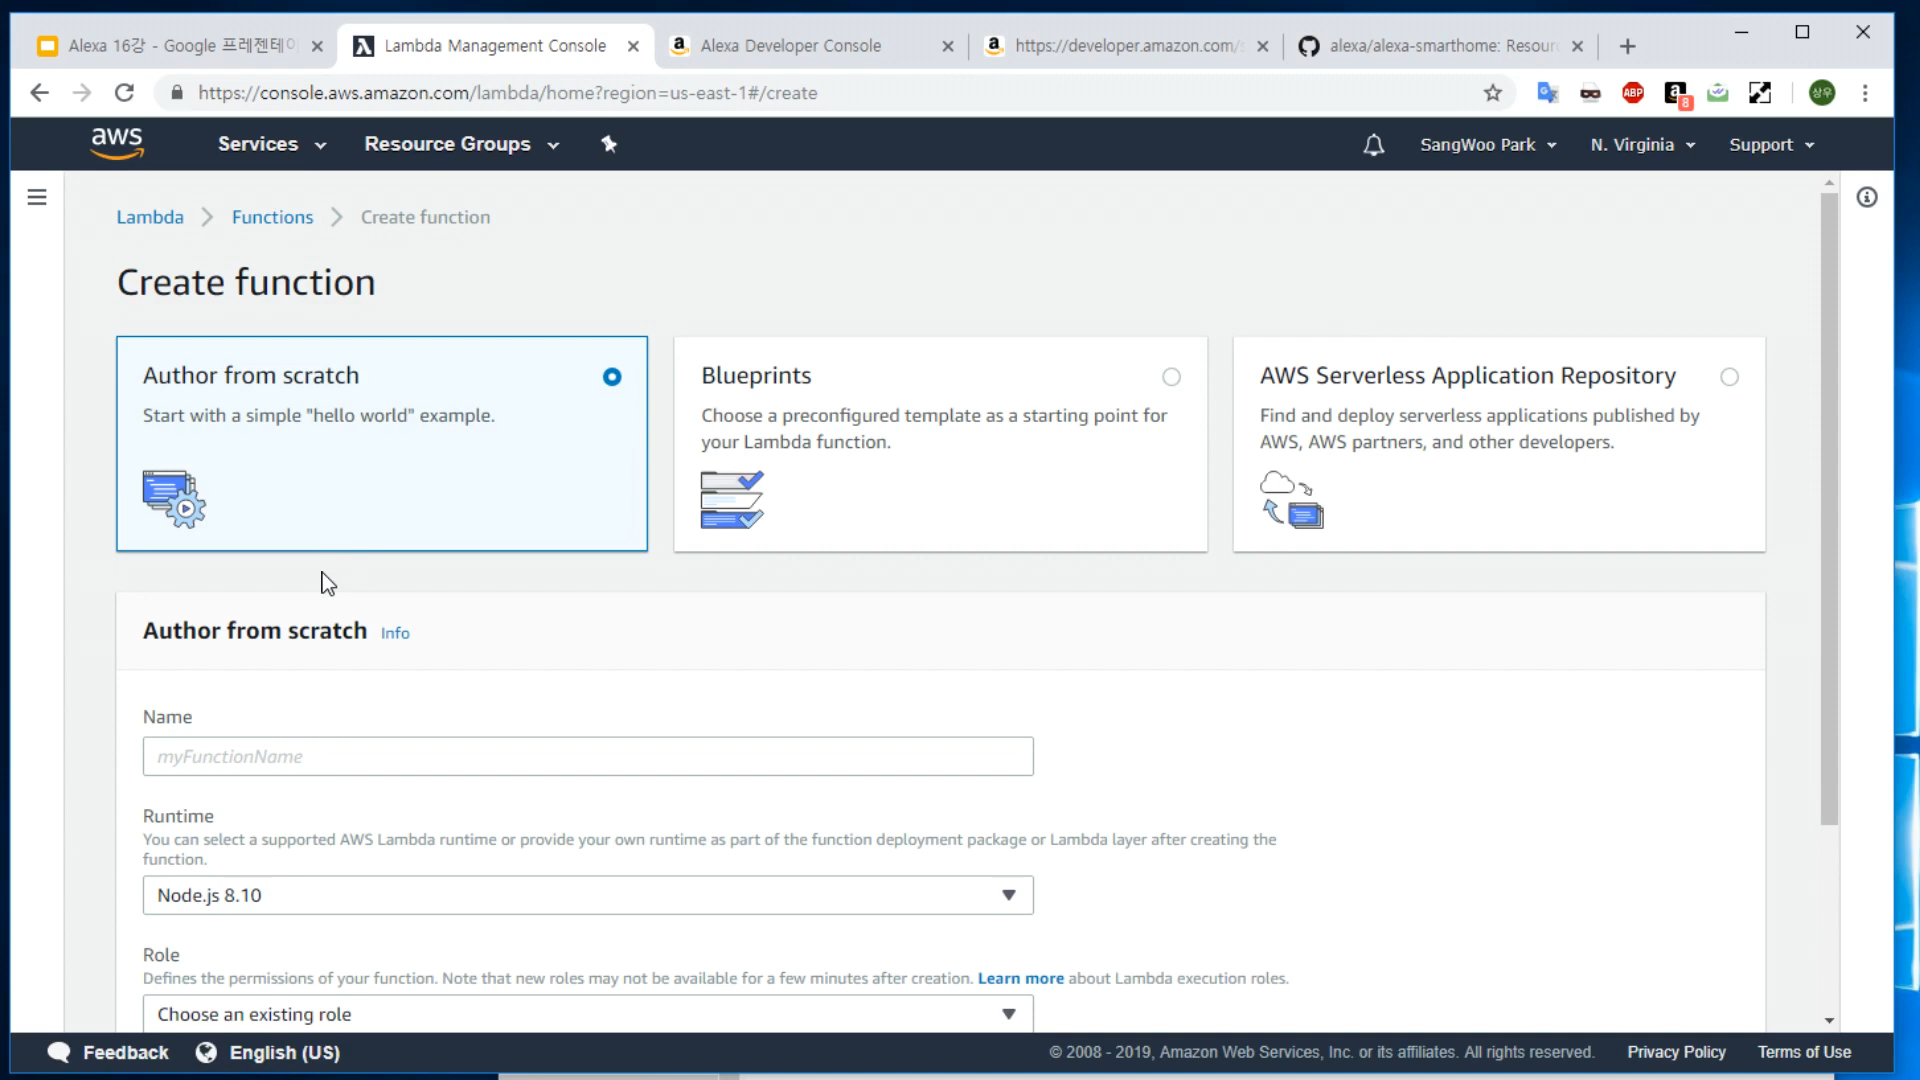 Alexa 16강 - Google 프레젠테이
Lambda Management Console
Alexa Developer Console
https://developer.amazon.com/
alexa/alexa-smarthome: Resour
https://console.aws.amazon.com/lambda/home?region=us-east-1#/create
ABP
8
상우
aws
Services
Resource Groups
SangWoo Park
N. Virginia
Support
Lambda
Functions
Create function
Create function
Author from scratch
Start with a simple "hello world" example.
Blueprints
Choose a preconfigured template as a starting point for
your Lambda function.
AWS Serverless Application Repository
Find and deploy serverless applications published by
AWS, AWS partners, and other developers.
Author from scratch Info
Name
myFunctionName
Runtime
You can select a supported AWS Lambda runtime or provide your own runtime as part of the function deployment package or Lambda layer after creating the
function.
Node.js 8.10
Role
Defines the permissions of your function. Note that new roles may not be available for a few minutes after creation. Learn more about Lambda execution roles.
Choose an existing role
Feedback
English (US)
© 2008 - 2019, Amazon Web Services, Inc. or its affiliates. All rights reserved.
Privacy Policy
Terms of Use